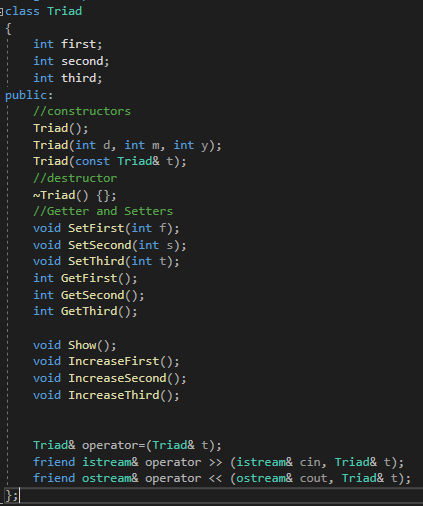 class Triad
{
    int first;
    int second;
    int third;
public:
    //constructors
    Triad();
    Triad(int d, int m, int y);
    Triad(const Triad& t);
    //destructor
    ~Triad() {};
    //Getter and Setters
    void SetFirst(int f);
    void SetSecond(int s);
    void SetThird(int t);
    int GetFirst();
    int GetSecond();
    int GetThird();

    void Show();
    void IncreaseFirst();
    void IncreaseSecond();
    void IncreaseThird();


    Triad& operator=(Triad& t);
    friend istream& operator >> (istream& cin, Triad& t);
    friend ostream& operator << (ostream& cout, Triad& t);
};